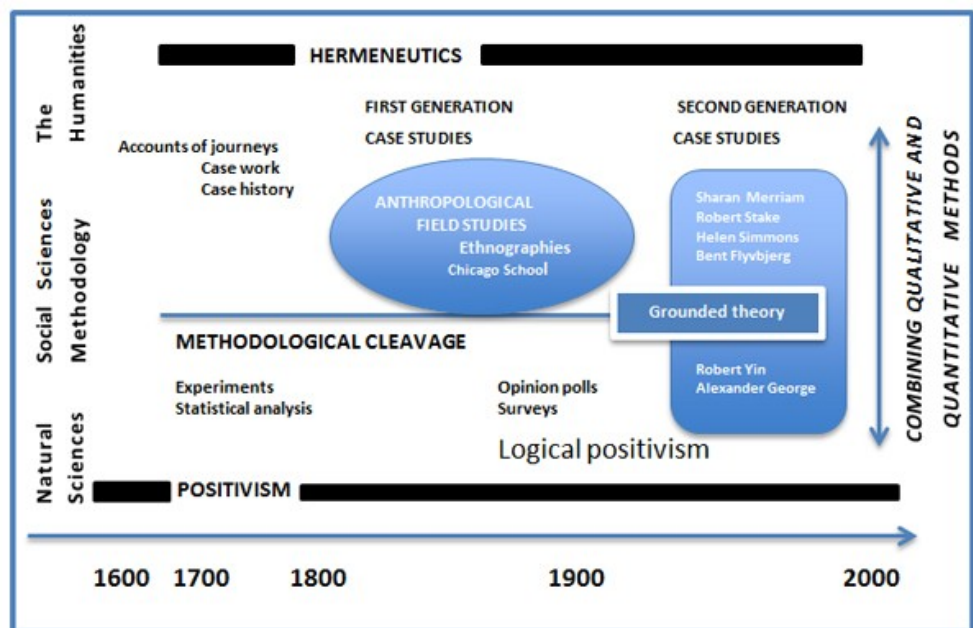 HERMENEUTICS
The Humanities
FIRST GENERATION
CASE STUDIES
SECOND GENERATION
CASE STUDIES
Accounts of journeys
Case work
Case history
ANTHROPOLOGICAL
FIELD STUDIES
Ethnographies
Chicago School
Sharan Merriam
Robert Stake
Helen Simmons
Bent Flyvbjerg
COMBINING QUALITATIVE AND
QUANTITATIVE METHODS
Social Sciences
Methodology
Grounded theory
METHODOLOGICAL CLEAVAGE
Experiments
Statistical analysis
Opinion polls
Surveys
Robert Yin
Alexander George
Logical positivism
Natural
Sciences
POSITIVISM
1600 1700 1800 1900 2000